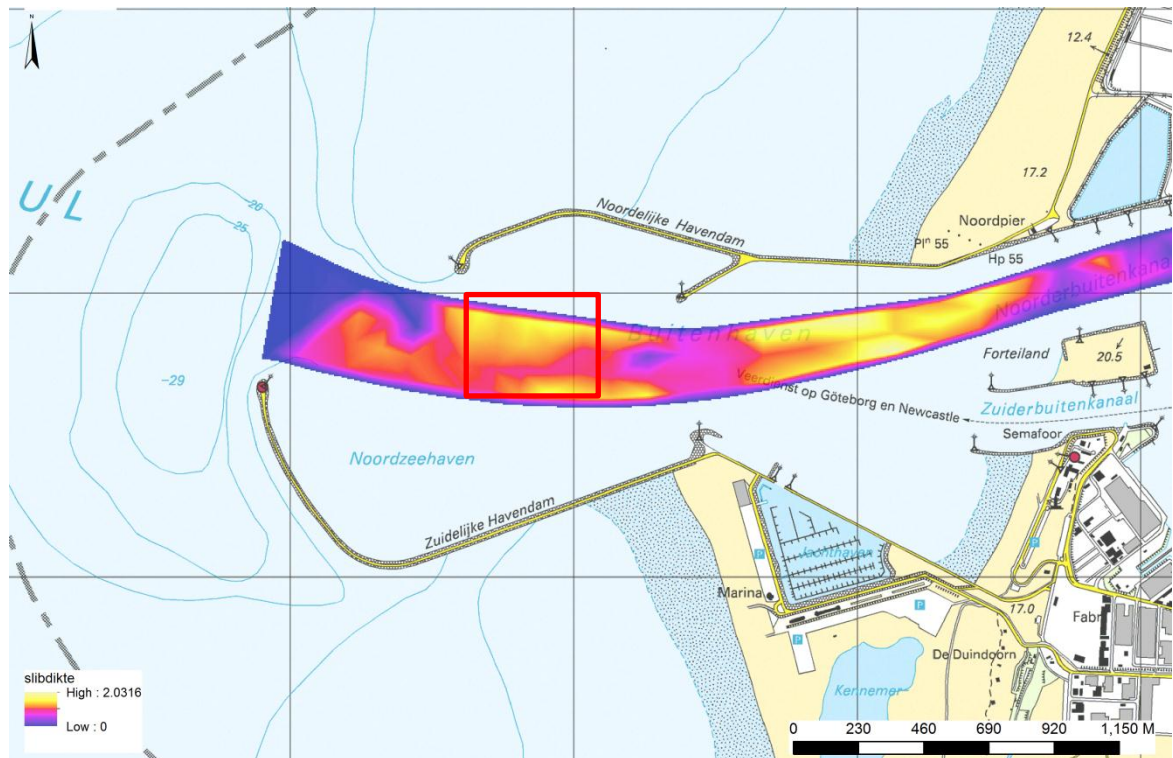 N
12.4
U L
20
25
17.2
Noordelijke Havendam
Noordpier
Plⁿ 55
Hp 55
Noorderbuitenkanaal
Buitenhaven
Forteiland
20.5
-29
Veerdienst op Göteborg en Newcastle
Zuiderbuitenkanaal
Semafoor
Noordzeehaven
Zuidelijke Havendam
P
Jachthaven
P
Marina
P
17.0
Fabr
P
De Duindoorn
Kennemer
slibdikte
High : 2.0316
Low : 0
0 230 460 690 920 1,150 M